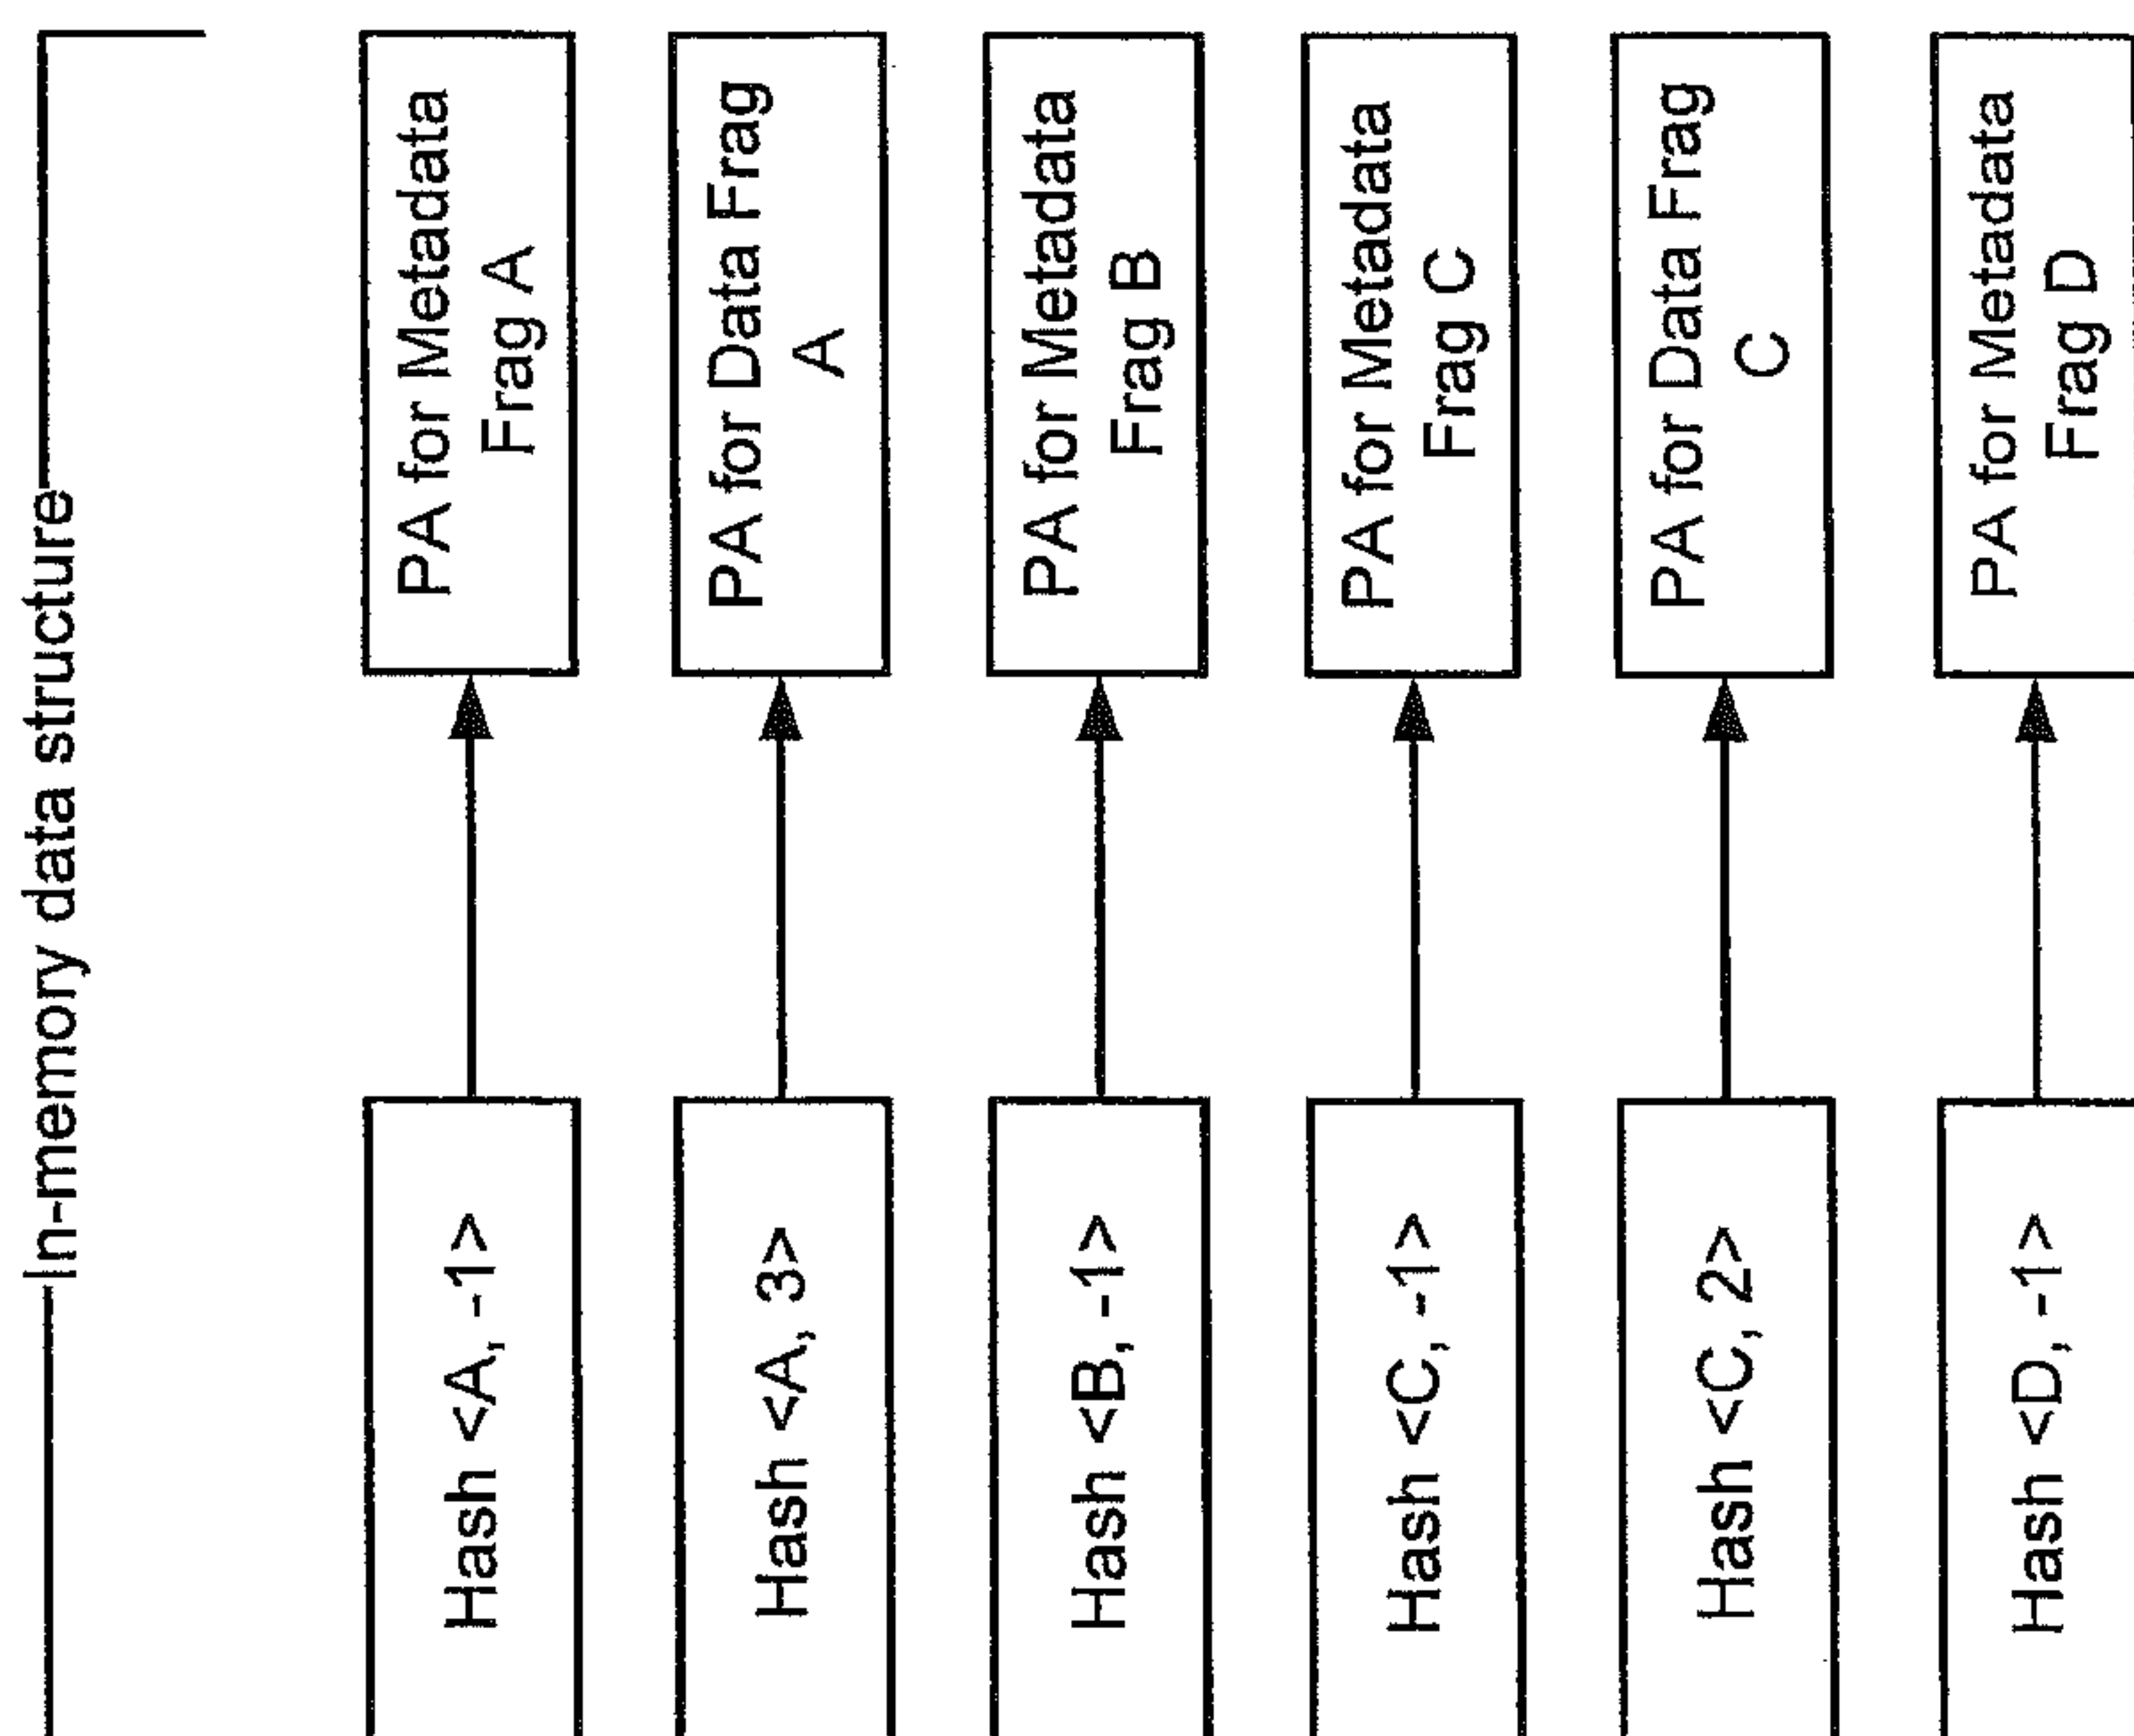 In-memory data structure
Hash <A, -1>
PA for Metadata
Frag A
Hash <A, 3>
PA for Data Frag
A
Hash <B, -1>
PA for Metadata
Frag B
Hash <C, -1>
PA for Metadata
Frag C
Hash <C, 2>
PA for Data Frag
C
Hash <D, -1>
PA for Metadata
Frag D